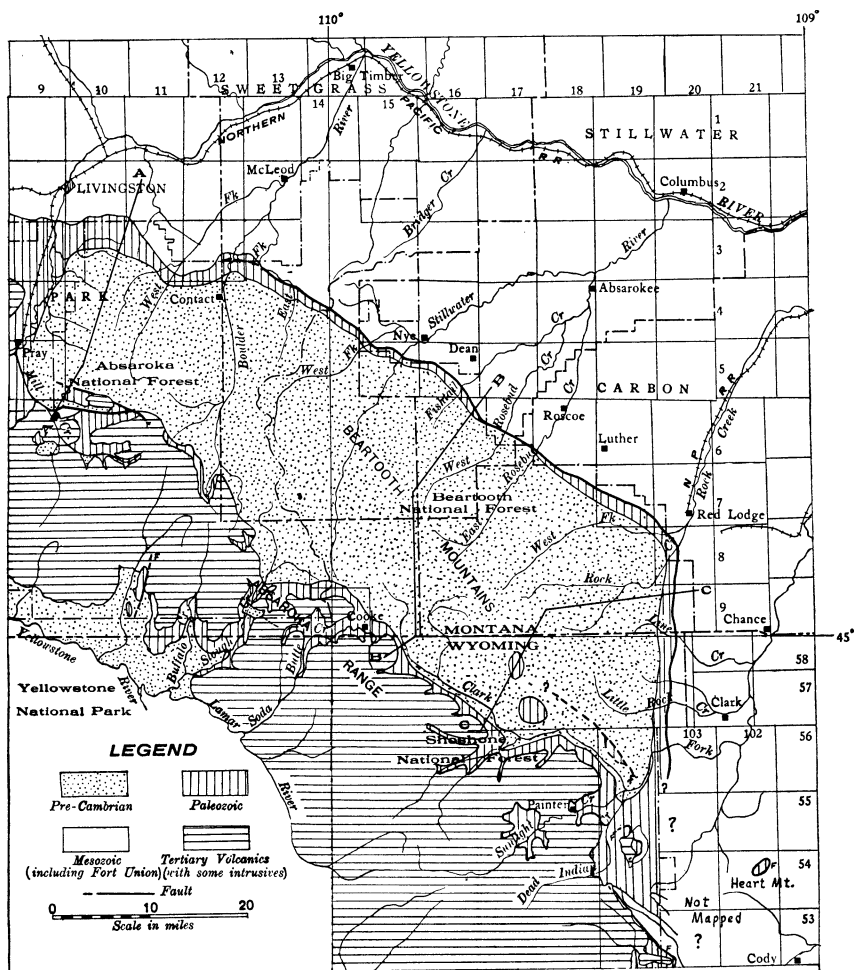 110°
109°
9
10
11
12
13
14
15
16
17
18
19
20
21
Big Timber
SWEET GRASS
YELLOWSTONE
NORTHERN
PACIFIC
R R
STILLWATER
1
River
McLeod
A
LIVINGSTON
West
Fk
Fk
Bridger Cr
Columbus
2
RIVER
River
3
PARK
Contact
East
Boulder
Absarokee
Stillwater
4
Nye
Dean
Cr
Pray
Mill
Cr
A
Absaroka
National Forest
West Fk
Fishtail
B
Rosebud
Cr
Cr
CARBON
5
N P R R
Rock Creek
Roscoe
Luther
6
BEARTOOTH
MOUNTAINS
West
Rosebud
East
Beartooth
National Forest
7
Red Lodge
West
Fk
8
Rock
C
9
Line
Cr
Chance
MONTANA
WYOMING
45°
Cooke
ABSAROKA
RANGE
B
58
57
Yellowstone
River
Buffalo
Slough
Butte
Lamar
Soda
River
Yellowstone
National Park
Clark
Little
Rock
Cr
Clark
103
102
Fork
56
C
Shoshone
National Forest
?
LEGEND
Pre-Cambrian
Paleozoic
Mesozoic
(including Fort Union)
Tertiary Volcanics
(with some intrusives)
Fault
0
10
20
Scale in miles
Painter
Cr
Sunlight
55
?
?
Dead
Indian
54
F
Heart Mt.
Not
Mapped
?
53
F
Cody